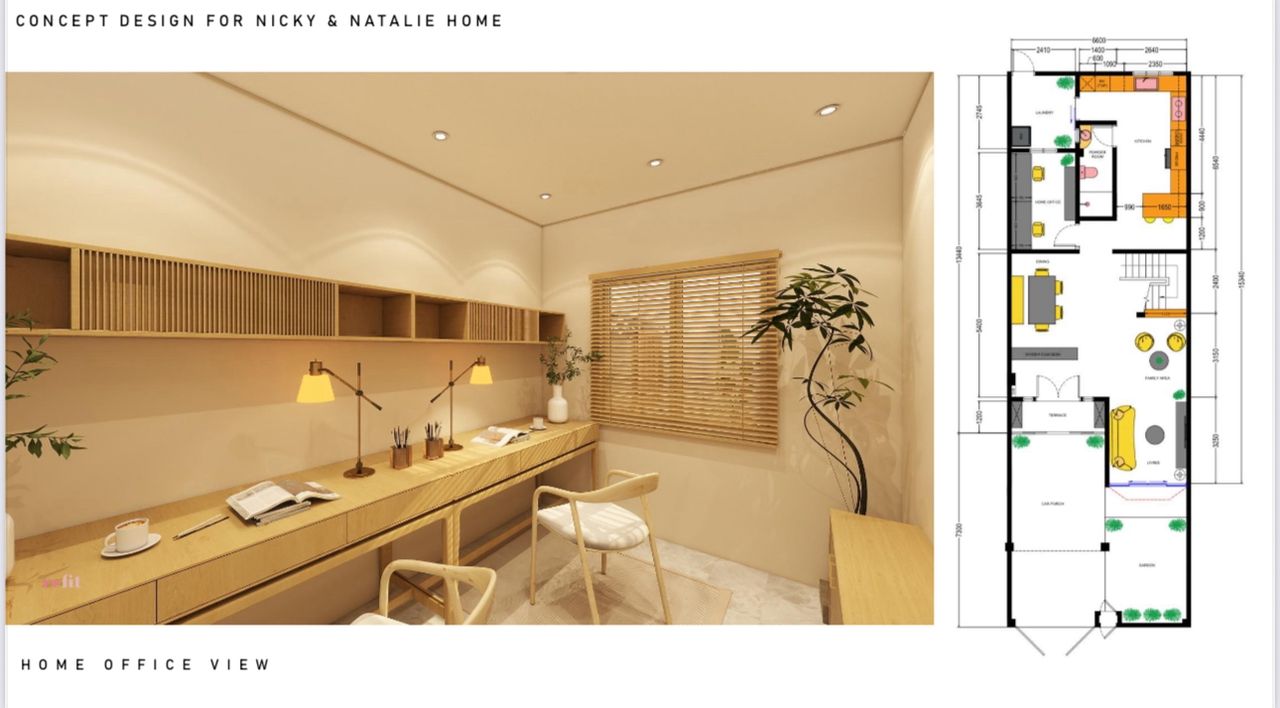 CONCEPT DESIGN FOR NICKY & NATALIE HOME
6600
2410
1400
2640
600
1090
2350
2745
LAUNDRY
KITCHEN
POWDER ROOM
4440
6540
3645
HOME OFFICE
990
1650
900
1200
13440
DINING
2400
15340
5400
3150
FAMILY AREA
1200
TERRACE
3250
LIVING
CAR PORCH
7300
GARDEN
HOME OFFICE VIEW